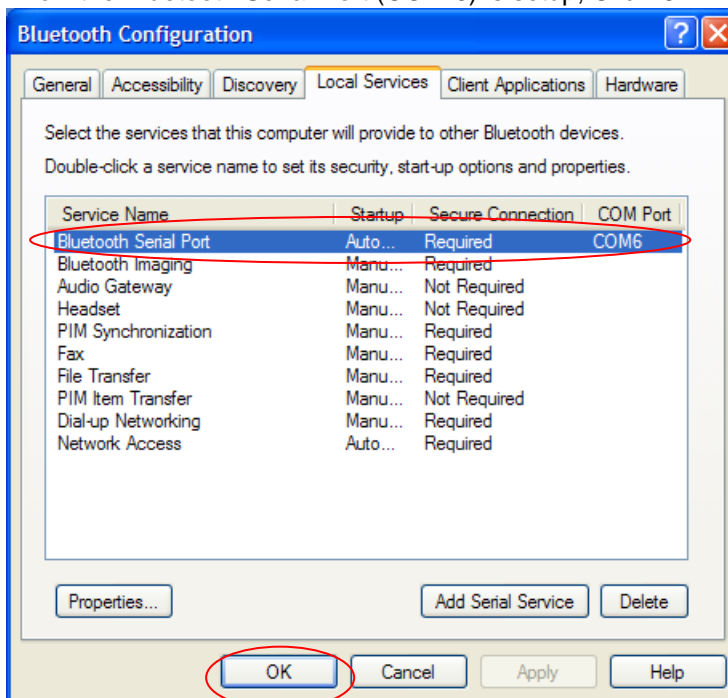 Bluetooth Configuration
General Accessibility Discovery Local Services Client Applications Hardware
Select the services that this computer will provide to other Bluetooth devices.
Double-click a service name to set its security, start-up options and properties.
Service Name Startup Secure Connection COM Port
Bluetooth Serial Port Auto... Required COM6
Bluetooth Imaging Manu... Required
Audio Gateway Manu... Not Required
Headset Manu... Not Required
PIM Synchronization Manu... Required
Fax Manu... Required
File Transfer Manu... Required
PIM Item Transfer Manu... Not Required
Dial-up Networking Manu... Required
Network Access Auto... Required
Properties... Add Serial Service Delete
OK Cancel Apply Help